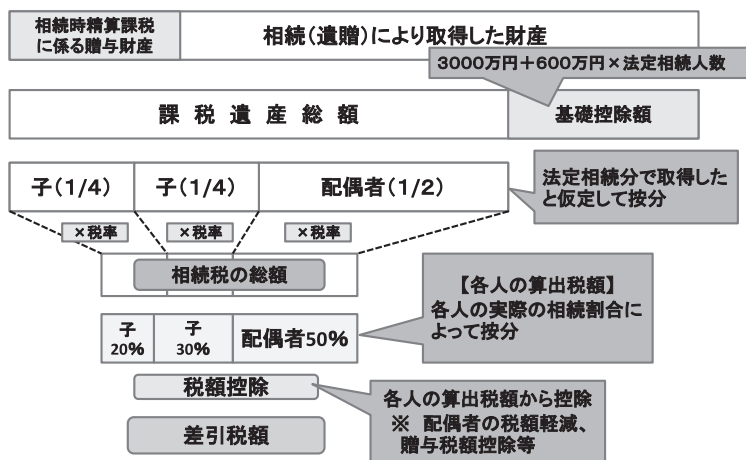 相続時精算課税
に係る贈与財産
相続（遺贈）により取得した財産
3000万円＋600万円×法定相続人数
課税遺産総額
基礎控除額
子（1/4）
子（1/4）
配偶者（1/2）
法定相続分で取得した
と仮定して按分
×税率
×税率
×税率
相続税の総額
【各人の算出税額】
各人の実際の相続割合に
よって按分
子
20%
子
30%
配偶者50%
税額控除
各人の算出税額から控除
※ 配偶者の税額軽減、
贈与税額控除等
差引税額